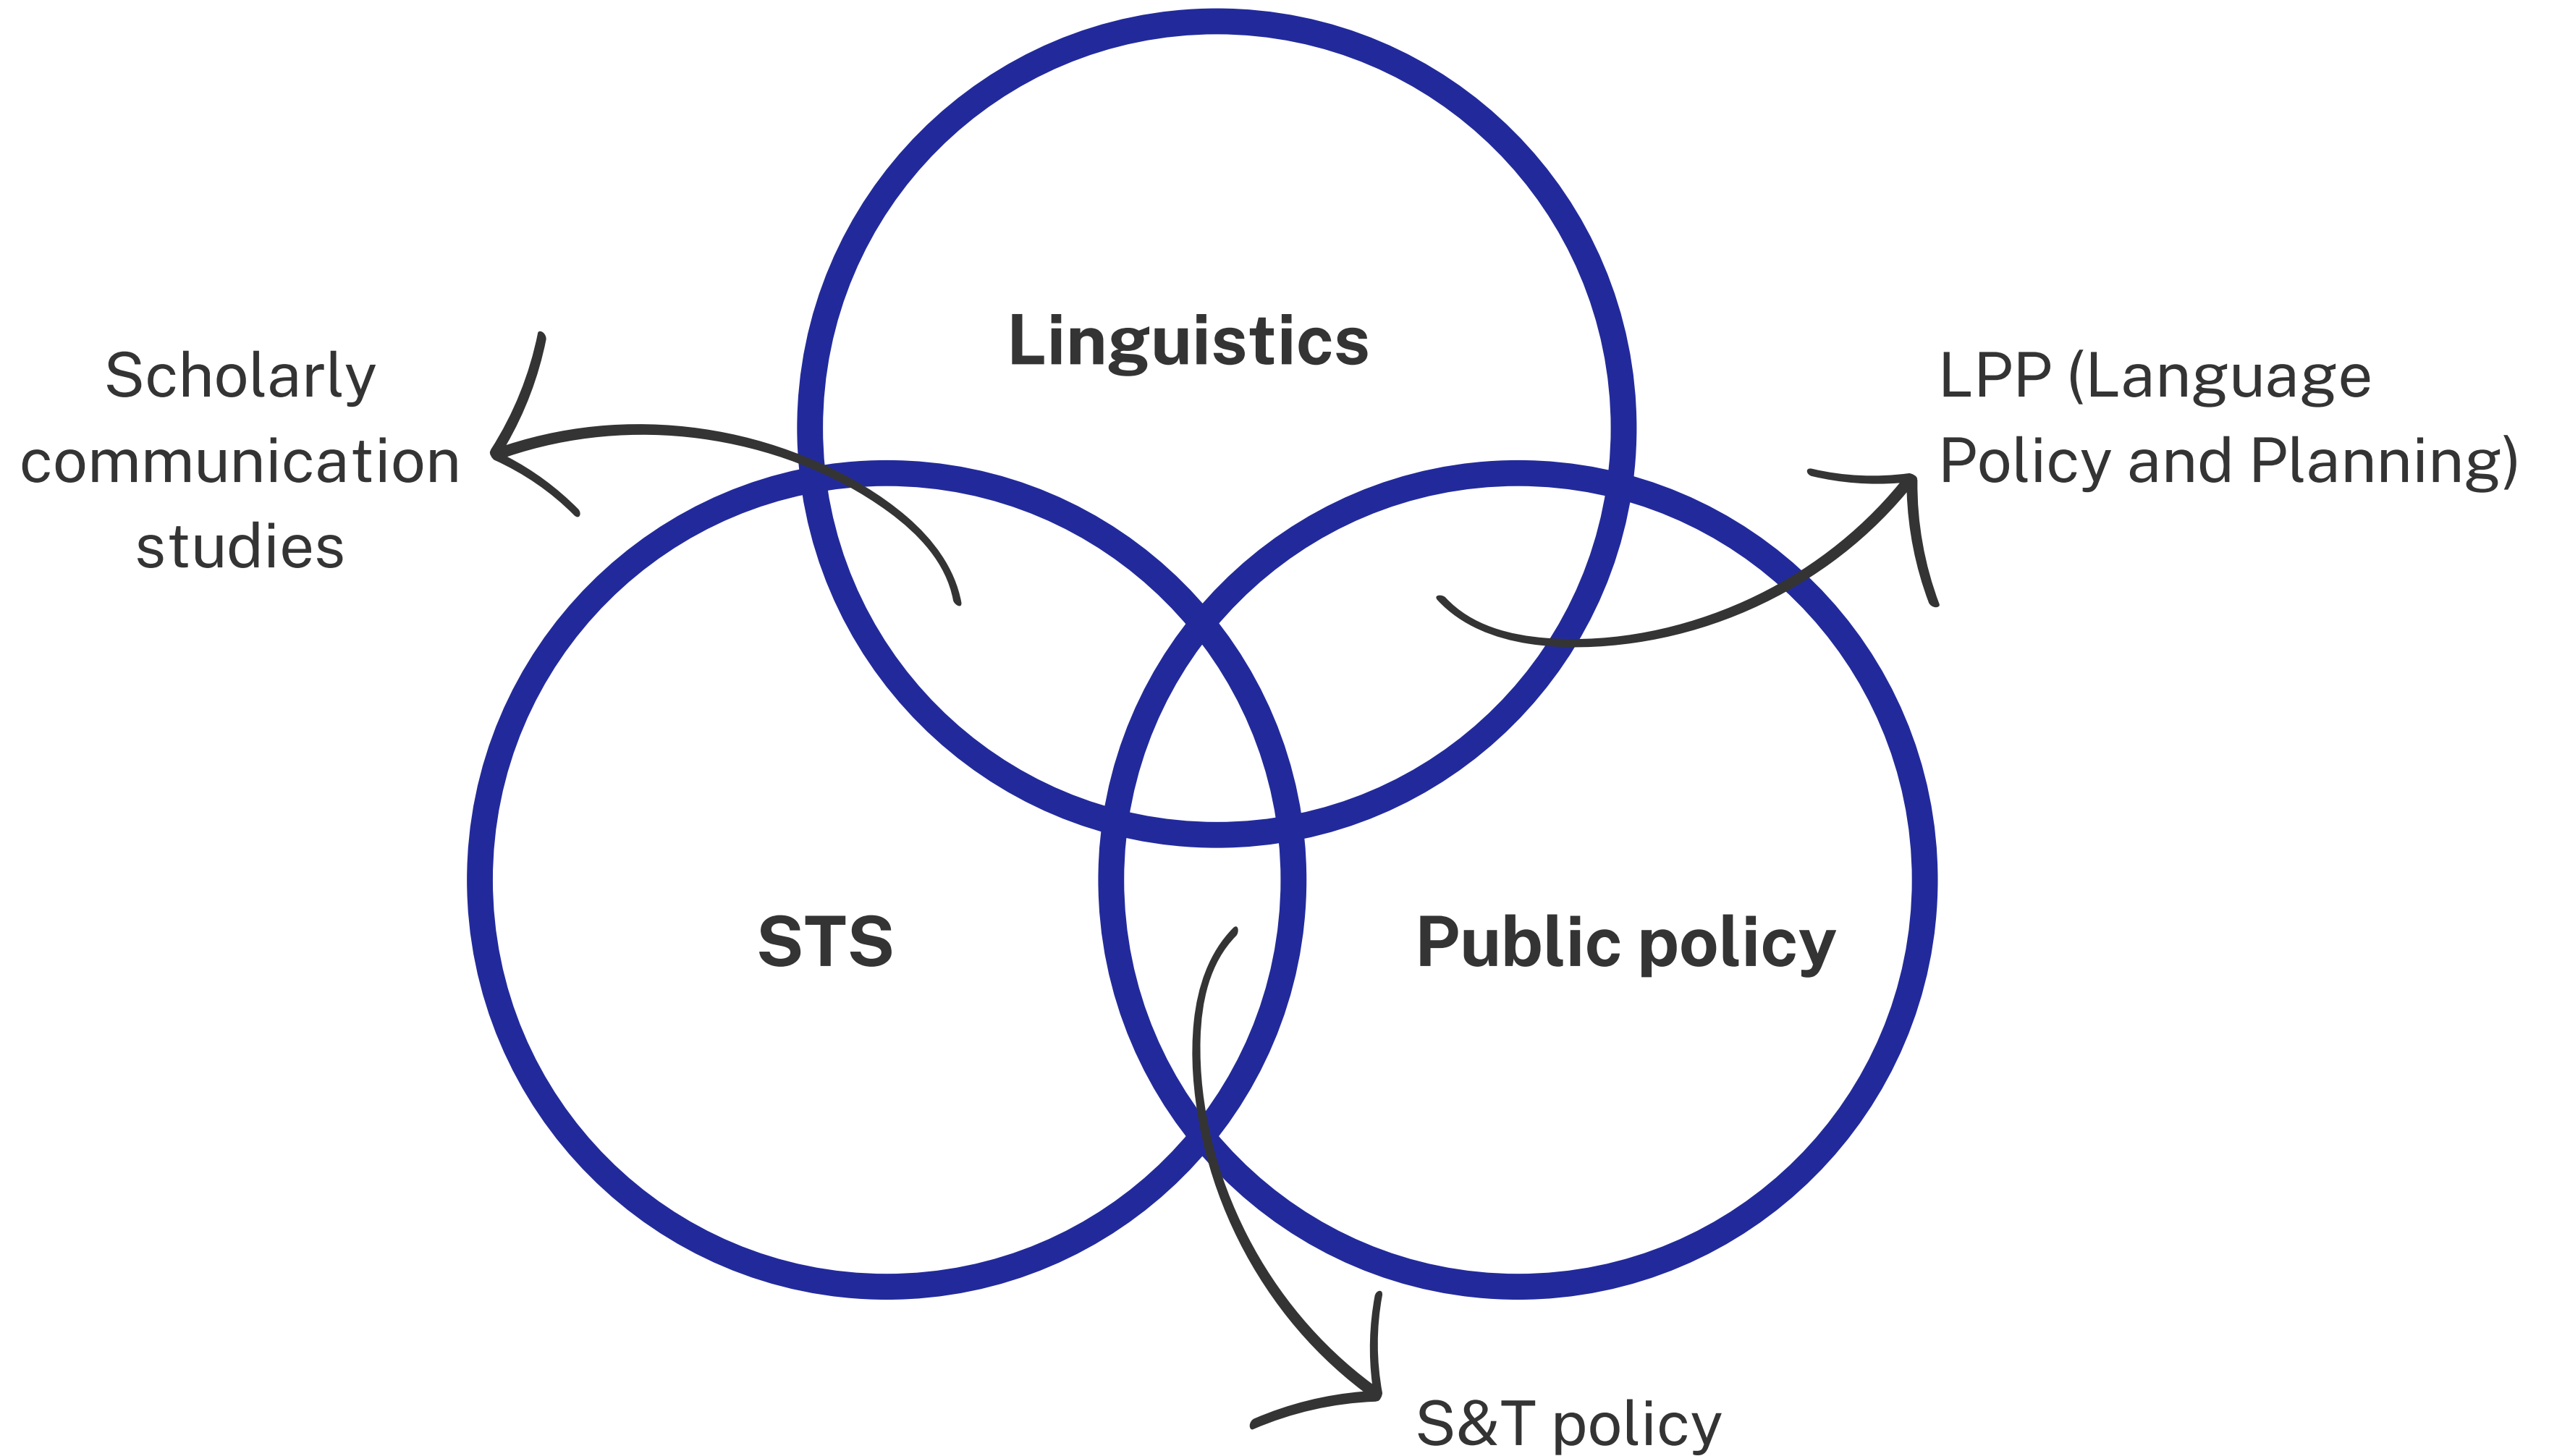 Linguistics
Scholarly
communication
studies
LPP (Language
Policy and Planning)
STS
Public policy
S&T policy